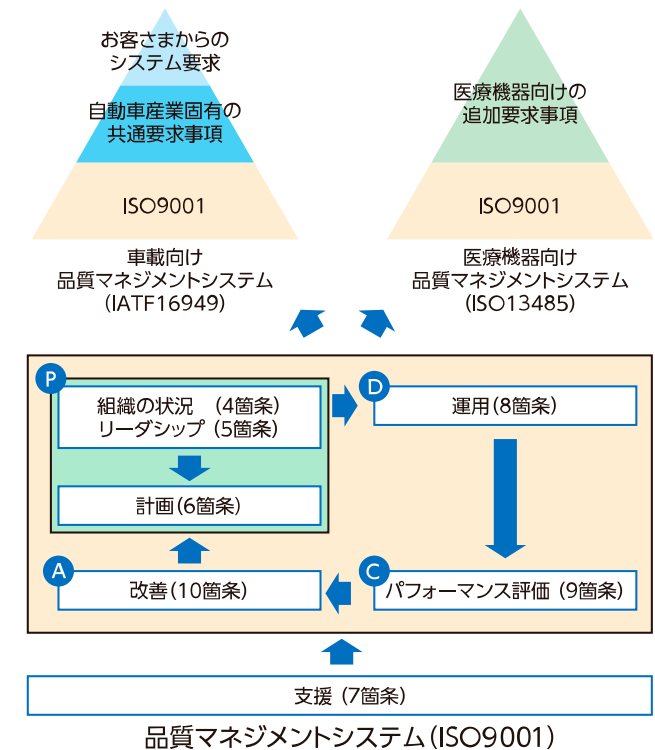 お客さまからの
システム要求
自動車産業固有の
共通要求事項
ISO9001
車載向け
品質マネジメントシステム
(IATF16949)
医療機器向けの
追加要求事項
ISO9001
医療機器向け
品質マネジメントシステム
(ISO13485)
P
組織の状況 (4箇条)
リーダシップ (5箇条)
計画(6箇条)
D
運用(8箇条)
A
改善(10箇条)
C
パフォーマンス評価 (9箇条)
支援 (7箇条)
品質マネジメントシステム(ISO9001)